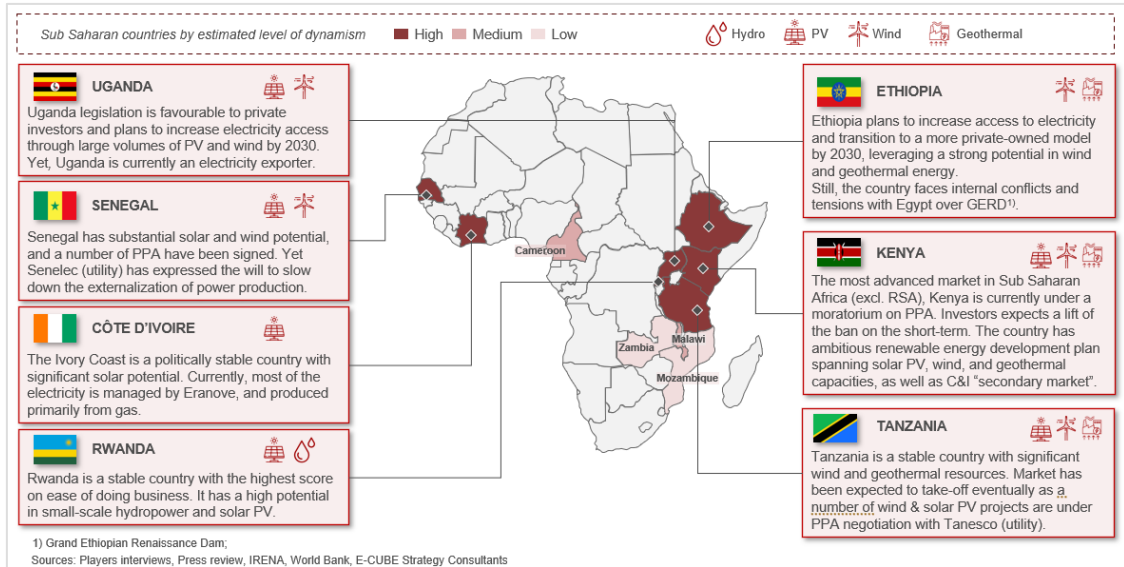 Sub Saharan countries by estimated level of dynamism
High
Medium
Low
Hydro
PV
Wind
Geothermal
UGANDA
Uganda legislation is favourable to private
investors and plans to increase electricity access
through large volumes of PV and wind by 2030.
Yet, Uganda is currently an electricity exporter.
SENEGAL
Senegal has substantial solar and wind potential,
and a number of PPA have been signed. Yet
Senelec (utility) has expressed the will to slow
down the externalization of power production.
CÔTE D'IVOIRE
The Ivory Coast is a politically stable country with
significant solar potential. Currently, most of the
electricity is managed by Eranove, and produced
primarily from gas.
RWANDA
Rwanda is a stable country with the highest score
on ease of doing business. It has a high potential
in small-scale hydropower and solar PV.
Cameroon
Zambia
Malawi
Mozambique
ETHIOPIA
Ethiopia plans to increase access to electricity
and transition to a more private-owned model
by 2030, leveraging a strong potential in wind
and geothermal energy.
Still, the country faces internal conflicts and
tensions with Egypt over GERD¹⁾.
KENYA
The most advanced market in Sub Saharan
Africa (excl. RSA), Kenya is currently under a
moratorium on PPA. Investors expects a lift of
the ban on the short-term. The country has
ambitious renewable energy development plan
spanning solar PV, wind, and geothermal
capacities, as well as C&I “secondary market”.
TANZANIA
Tanzania is a stable country with significant
wind and geothermal resources. Market has
been expected to take-off eventually as a
number of wind & solar PV projects are under
PPA negotiation with Tanesco (utility).
1) Grand Ethiopian Renaissance Dam;
Sources: Players interviews, Press review, IRENA, World Bank, E-CUBE Strategy Consultants